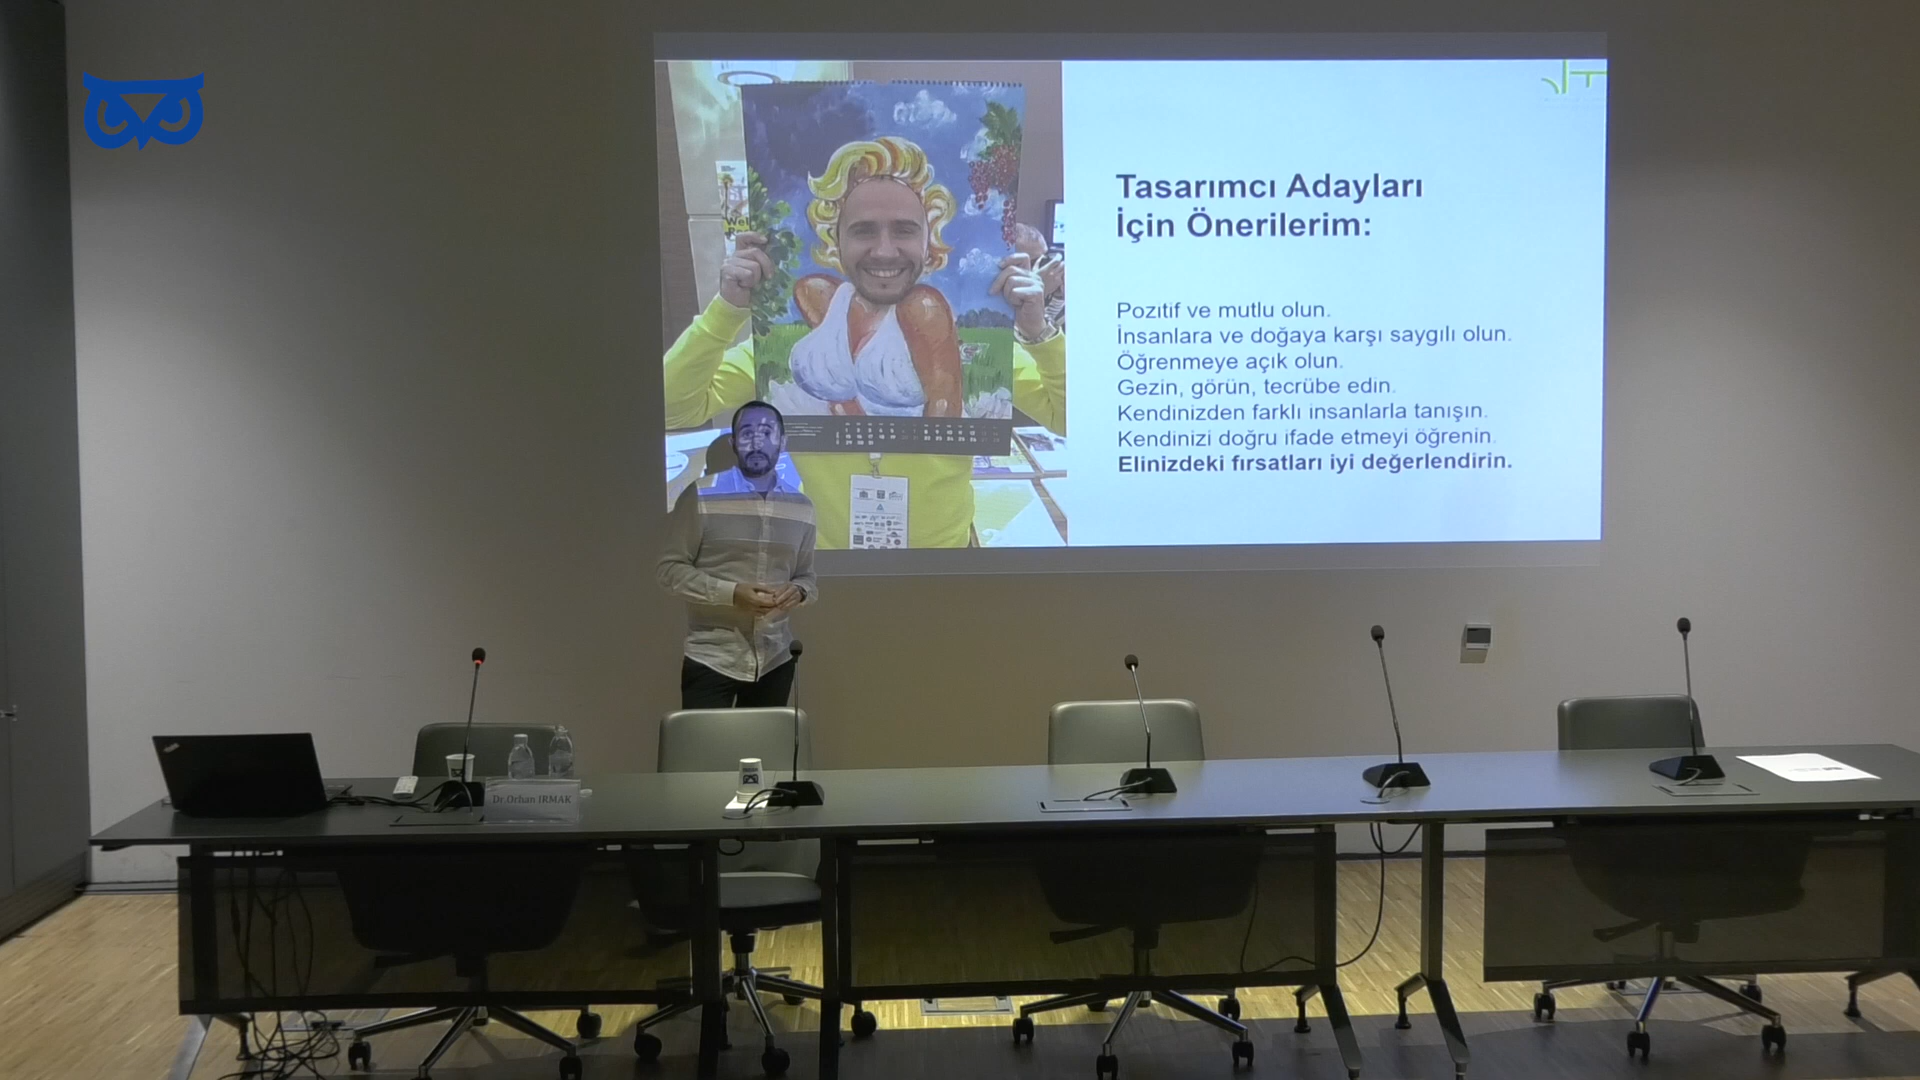 Tasarımcı Adayları
İçin Önerilerim:
Pozitif ve mutlu olun.
İnsanlara ve doğaya karşı saygılı olun.
Öğrenmeye açık olun.
Gezin, görün, tecrübe edin.
Kendinizden farklı insanlarla tanışın.
Kendinizi doğru ifade etmeyi öğrenin.
Elinizdeki fırsatları iyi değerlendirin.
Dr.Orhan IRMAK